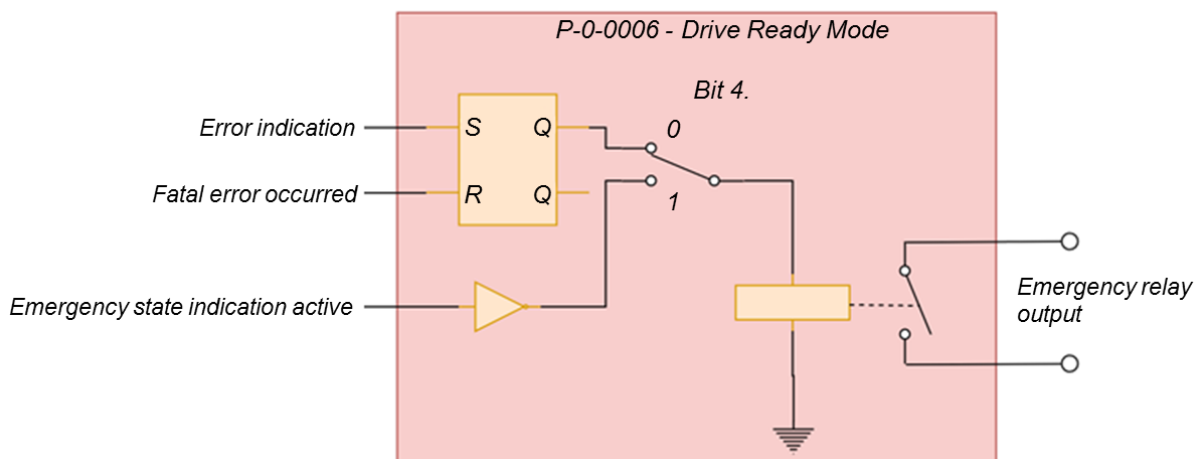 P-0-0006 - Drive Ready Mode
Bit 4.
Error indication
S
Q
0
Fatal error occurred
R
Q
1
Emergency state indication active
Emergency relay
output